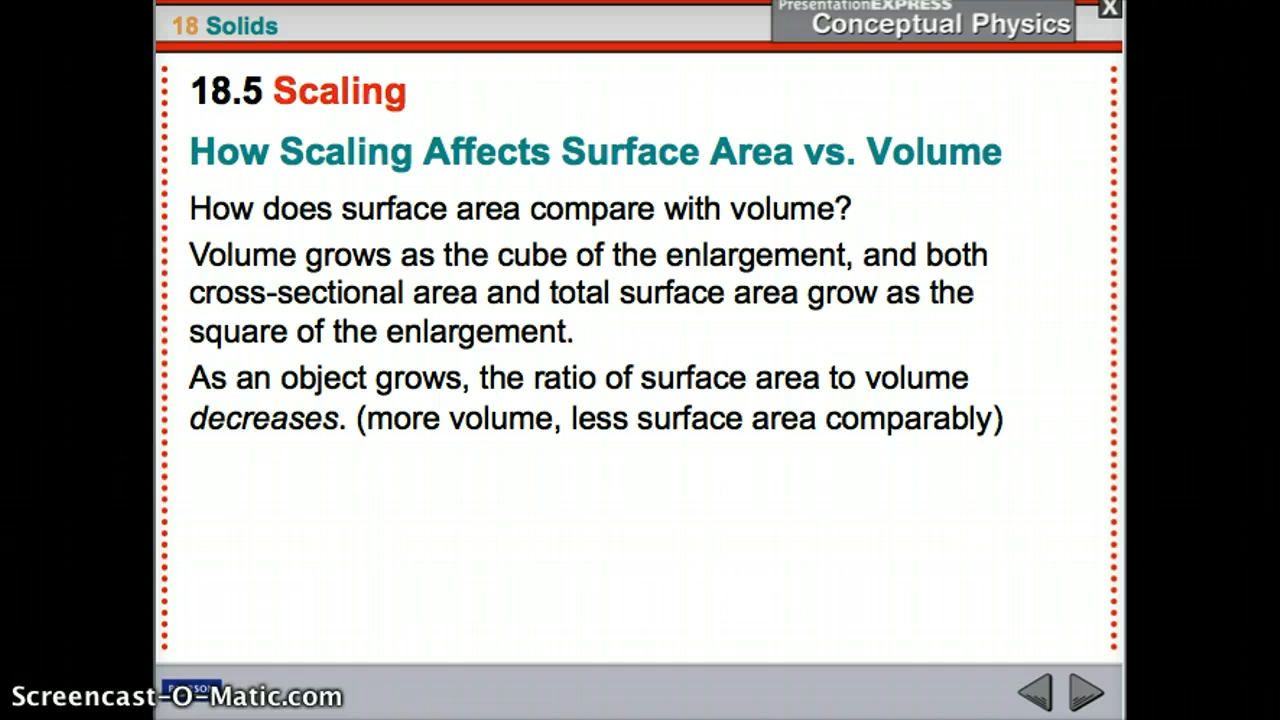 18 Solids
PresentationEXPRESS
Conceptual Physics
X
18.5 Scaling
How Scaling Affects Surface Area vs. Volume
How does surface area compare with volume?
Volume grows as the cube of the enlargement, and both
cross-sectional area and total surface area grow as the
square of the enlargement.
As an object grows, the ratio of surface area to volume
decreases. (more volume, less surface area comparably)
Screencast-O-Matic.com